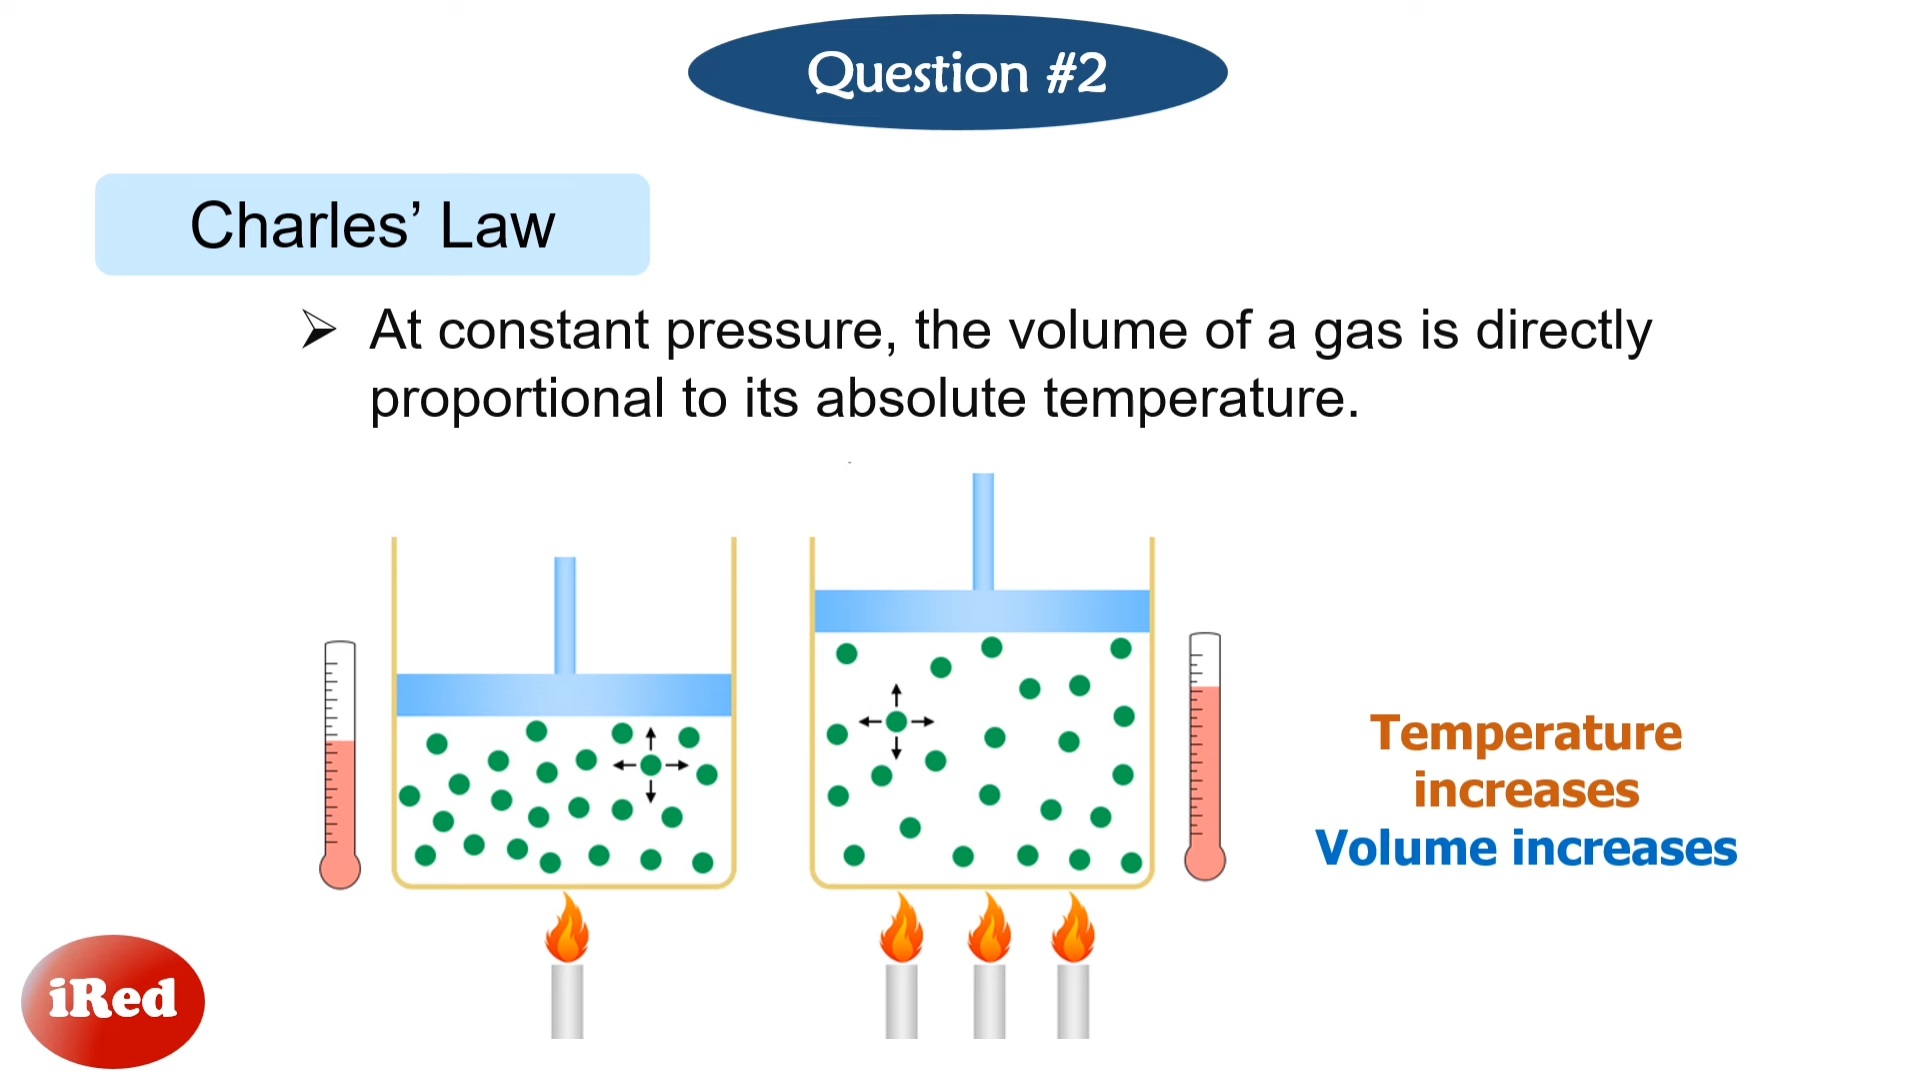 Question #2
Charles’ Law
➢ At constant pressure, the volume of a gas is directly
proportional to its absolute temperature.
Temperature
increases
Volume increases
iRed